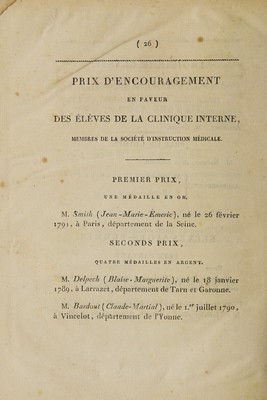 ( 26 )
PRIX D'ENCOURAGEMENT
EN FAVEUR
DES ÉLÉVES DE LA CLINIQUE INTERNE,
MEMBRES DE LA SOCIÉTÉ D'INSTRUCTION MÉDICALE.
PREMIER PRIX,
UNE MÉDAILLE EN OR.
M. Smith (Jean-Marie-Emeric), né le 26 février
1791, à Paris, département de la Seine.
SECONDS PRIX,
QUATRE MÉDAILLES EN ARGENT.
M. Delpech (Blaise-Marguerite), né le 18 janvier
1789, à Larrazet, département de Tarn et Garonne.
M. Bardout (Claude-Martial), né le 1.er juillet 1790,
à Vincelot, département de l'Yonne.